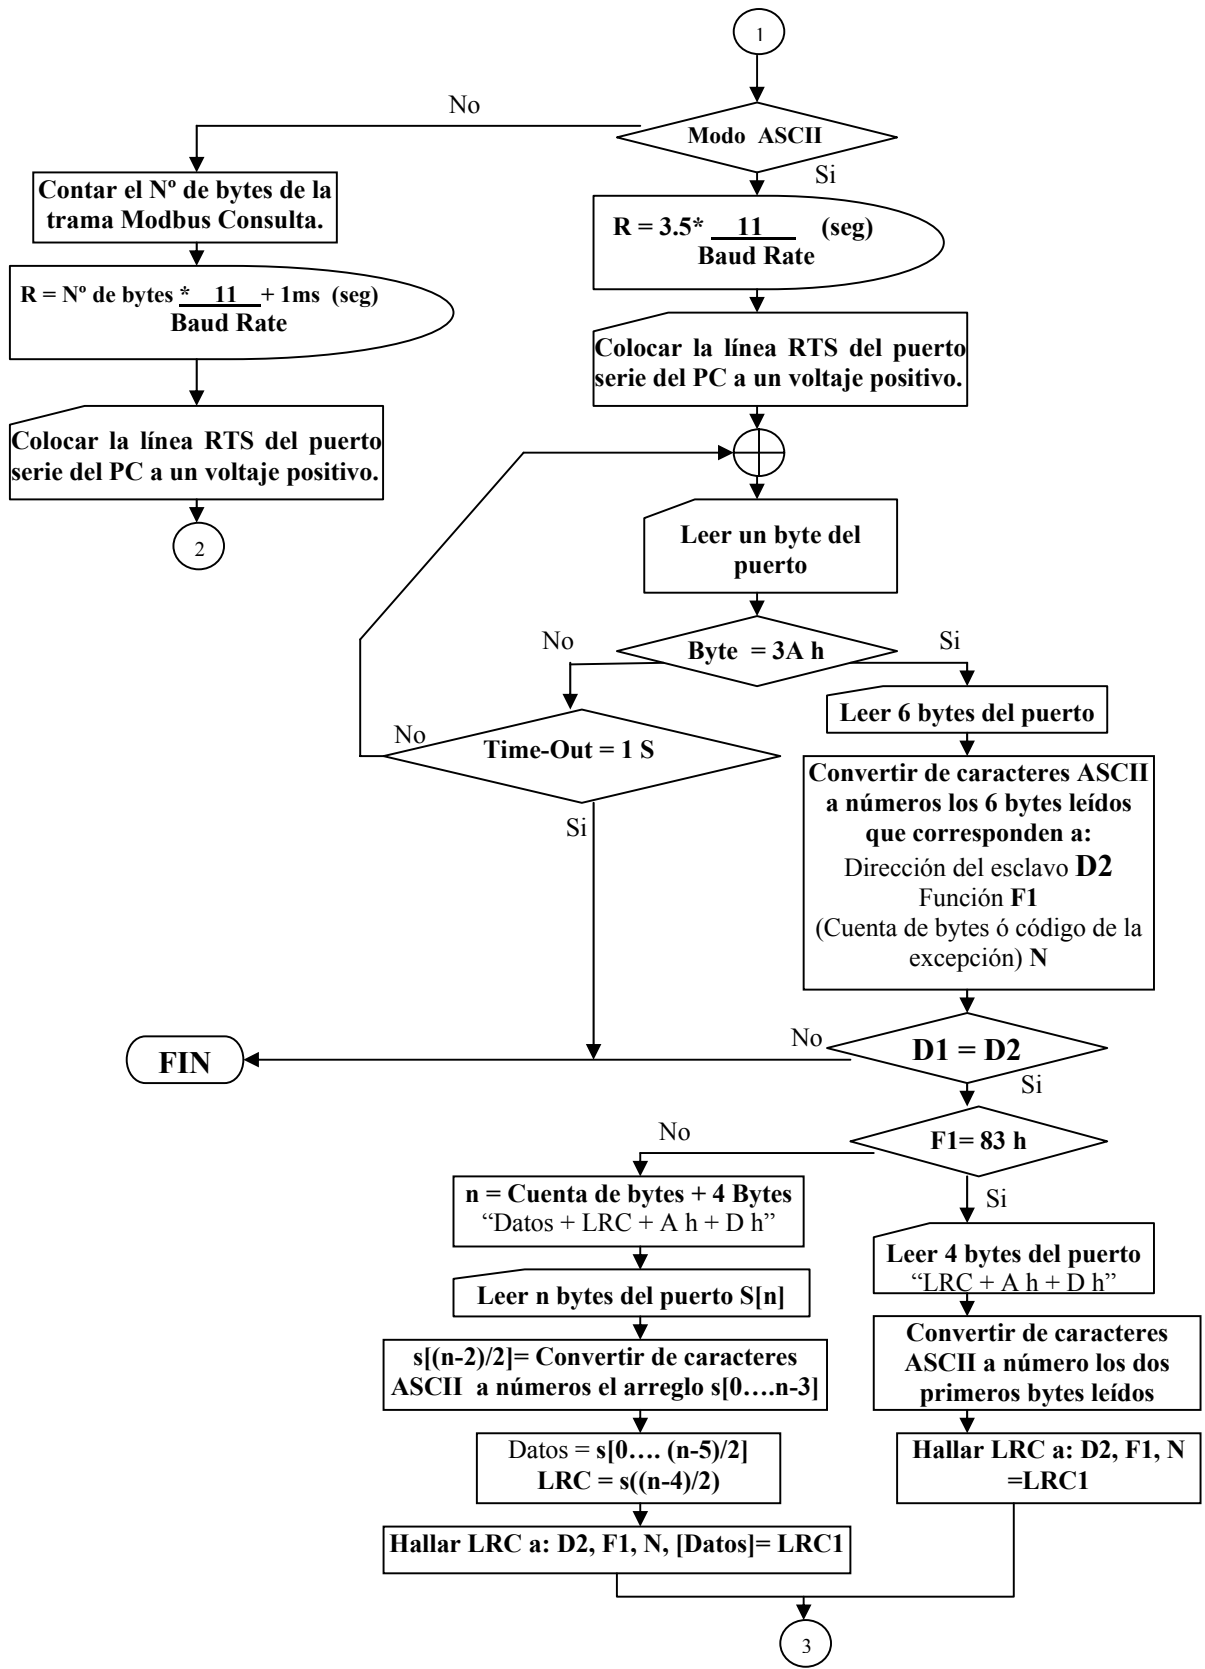 1
No
Modo ASCII
Si
Contar el Nº de bytes de la
trama Modbus Consulta.
R = 3.5* 11 (seg)
Baud Rate
R = Nº de bytes * 11 + 1ms (seg)
Baud Rate
Colocar la línea RTS del puerto
serie del PC a un voltaje positivo.
Colocar la línea RTS del puerto
serie del PC a un voltaje positivo.
2
Leer un byte del
puerto
No
Byte = 3A h
Si
Leer 6 bytes del puerto
No
Time-Out = 1 S
Si
Convertir de caracteres ASCII
a números los 6 bytes leídos
que corresponden a:
Dirección del esclavo D2
Función F1
(Cuenta de bytes ó código de la
excepción) N
FIN
No
D1 = D2
Si
No
F1= 83 h
Si
n = Cuenta de bytes + 4 Bytes
“Datos + LRC + A h + D h”
Leer n bytes del puerto S[n]
s[(n-2)/2]= Convertir de caracteres
ASCII a números el arreglo s[0….n-3]
Datos = s[0…. (n-5)/2]
LRC = s((n-4)/2)
Hallar LRC a: D2, F1, N, [Datos]= LRC1
Leer 4 bytes del puerto
“LRC + A h + D h”
Convertir de caracteres
ASCII a número los dos
primeros bytes leídos
Hallar LRC a: D2, F1, N
=LRC1
3